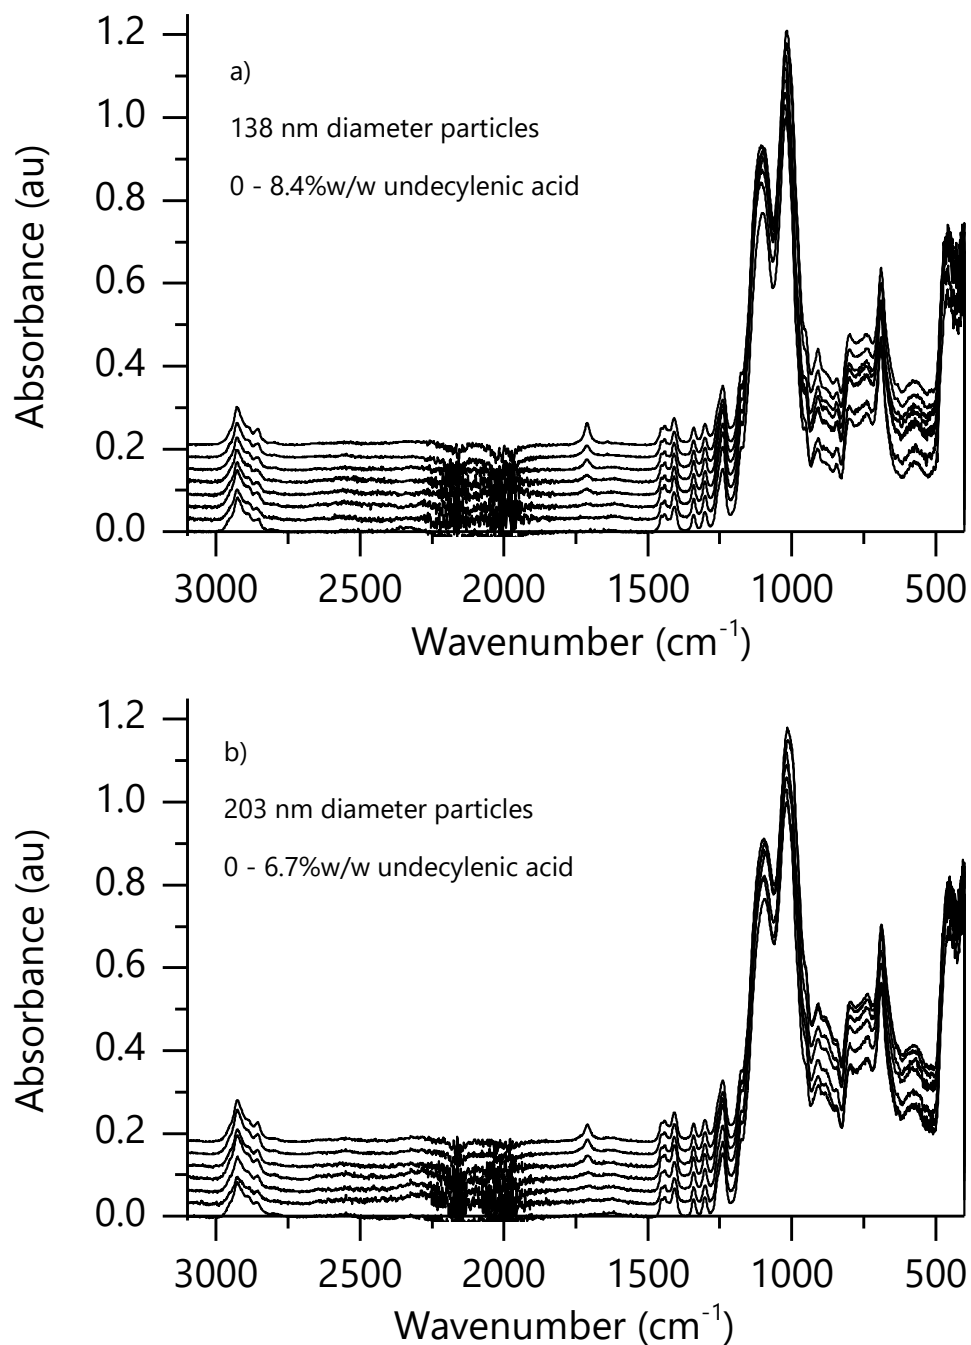 1.2
a)
138 nm diameter particles
0 - 8.4%w/w undecylenic acid
1.0
0.8
0.6
0.4
0.2
0.0
Absorbance (au)
3000 2500 2000 1500 1000 500
Wavenumber (cm⁻¹)
1.2
b)
203 nm diameter particles
0 - 6.7%w/w undecylenic acid
1.0
0.8
0.6
0.4
0.2
0.0
Absorbance (au)
3000 2500 2000 1500 1000 500
Wavenumber (cm⁻¹)